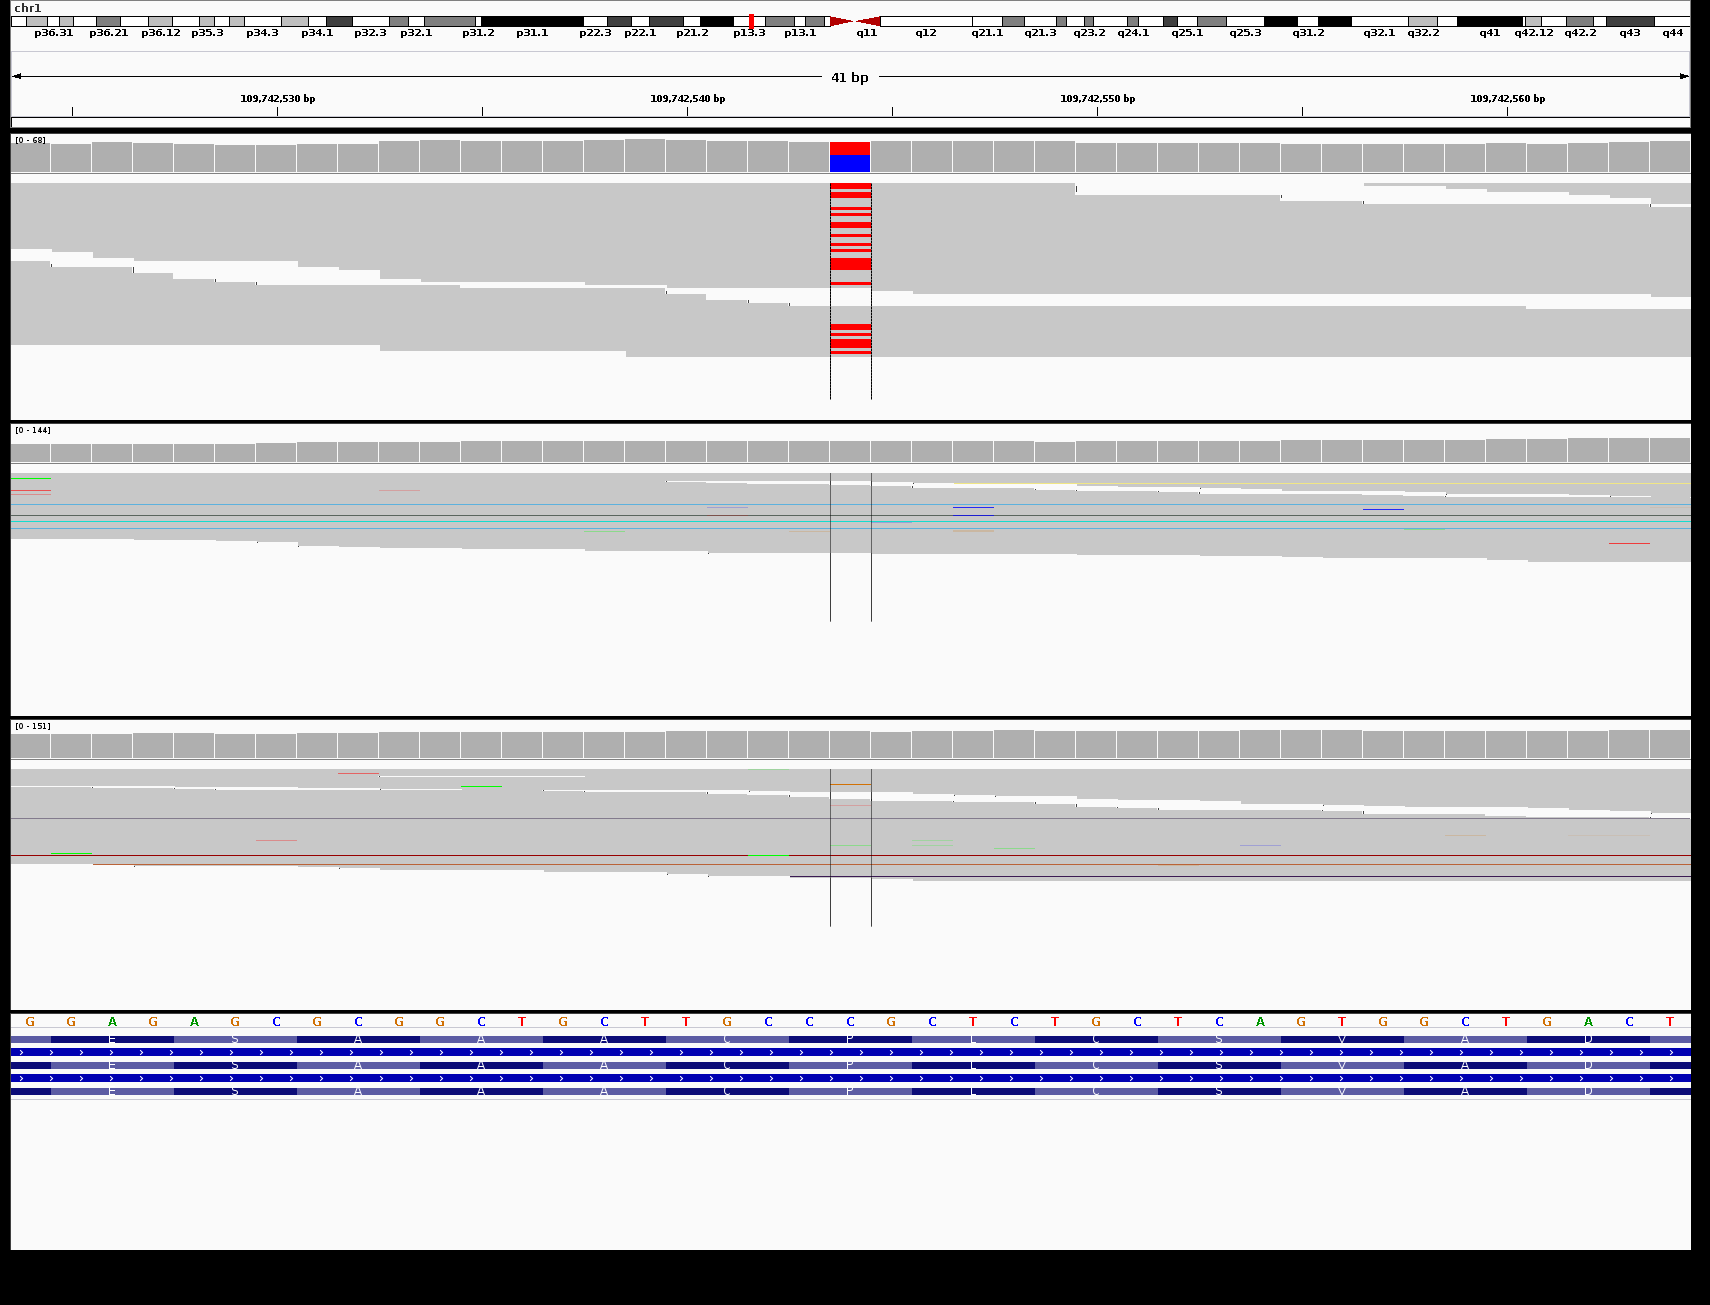 chr1
p36.31 p36.21 p36.12 p35.3 p34.3 p34.1 p32.3 p32.1 p31.2 p31.1 p22.3 p22.1 p21.2 p13.3 p13.1 q11 q12 q21.1 q21.3 q23.2 q24.1 q25.1 q25.3 q31.2 q32.1 q32.2 q41 q42.12 q42.2 q43 q44
41 bp
109,742,530 bp 109,742,540 bp 109,742,550 bp 109,742,560 bp
[0 - 68]
[0 - 144]
[0 - 151]
G G A G A G C G C G G C T G C T T G C C C G C T C T G C T C A G T G G C T G A C T
E S A A A C P L C S V A D
E S A A A C P L C S V A D
E S A A A C P L C S V A D